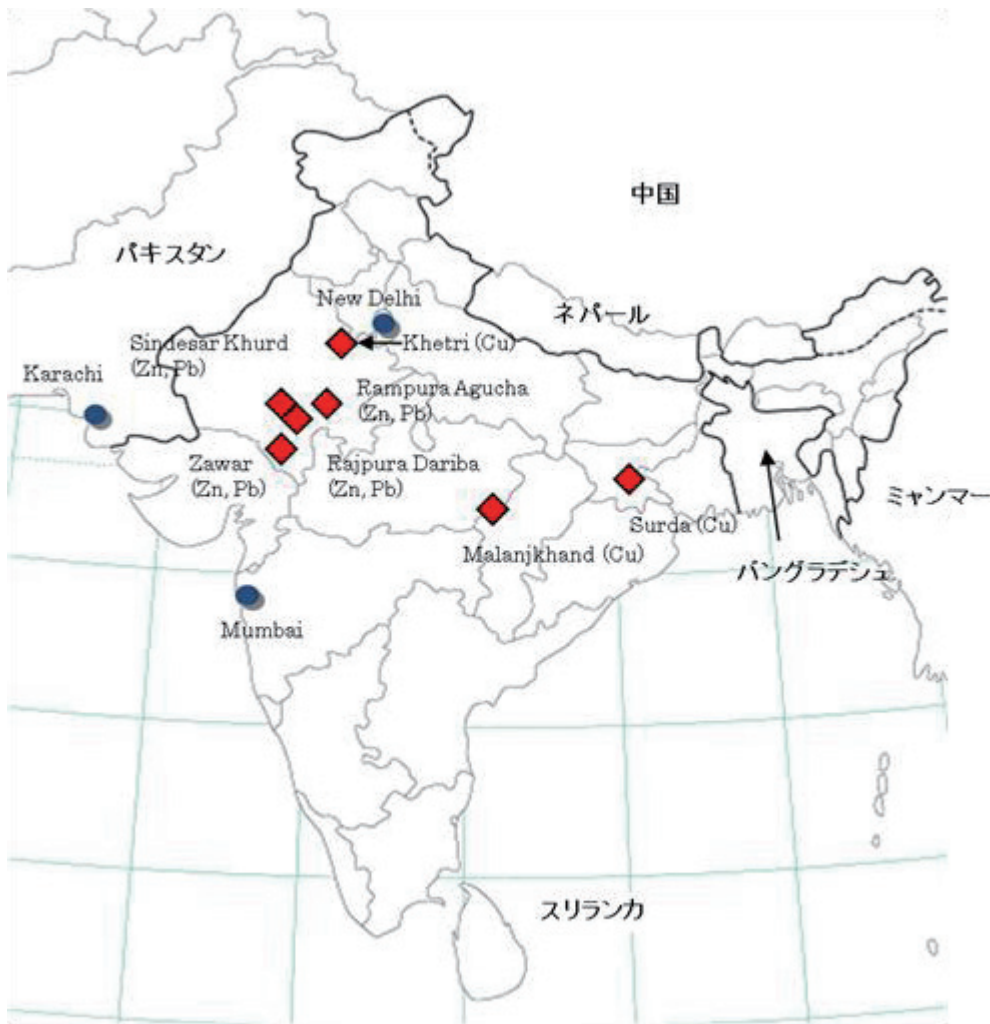 中国
パキスタン
New Delhi
ネパール
Sindesar Khurd
(Zn, Pb)
Khetri (Cu)
Karachi
Rampura Agucha
(Zn, Pb)
Zawar
(Zn, Pb)
Rajpura Dariba
(Zn, Pb)
ミャンマー
Surda (Cu)
Malanjkhand (Cu)
バングラデシュ
Mumbai
スリランカ